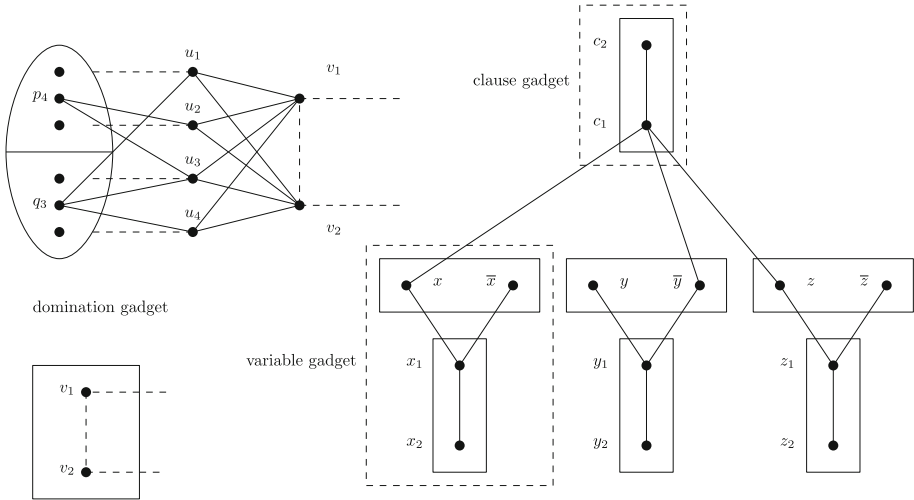 u₁
v₁
p₄
u₂
u₃
q₃
u₄
v₂
domination gadget
v₁
v₂
c₂
clause gadget
c₁
x x̅ y y̅ z z̅
variable gadget
x₁ y₁ z₁
x₂ y₂ z₂